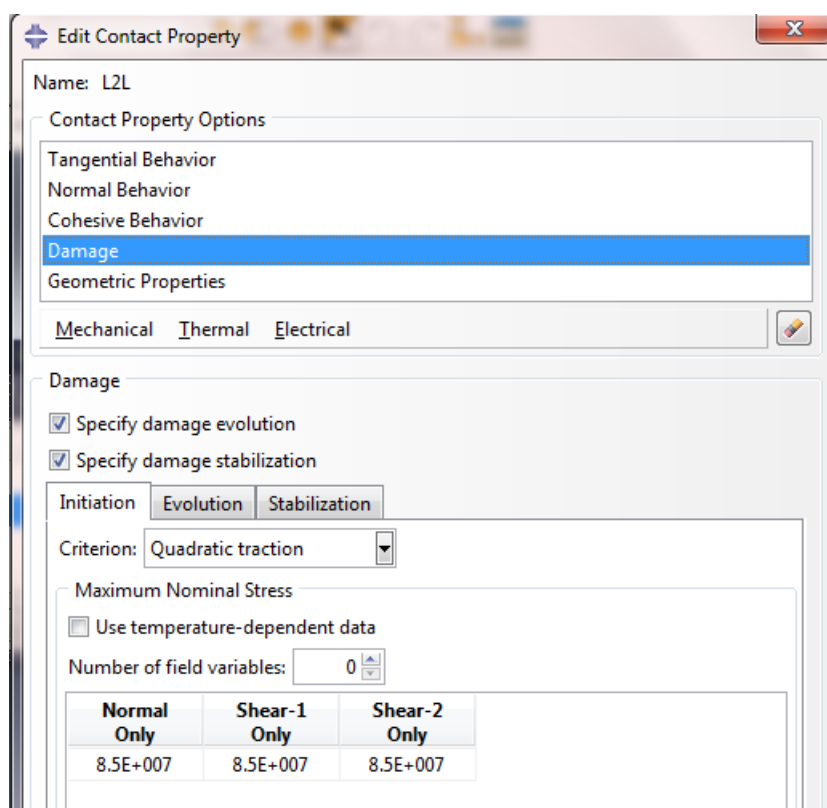 Edit Contact Property
X
Name: L2L
Contact Property Options
Tangential Behavior
Normal Behavior
Cohesive Behavior
Damage
Geometric Properties
Mechanical Thermal Electrical
Damage
Specify damage evolution
Specify damage stabilization
Initiation Evolution Stabilization
Criterion: Quadratic traction
Maximum Nominal Stress
Use temperature-dependent data
Number of field variables: 0
Normal Only Shear-1 Only Shear-2 Only
8.5E+007 8.5E+007 8.5E+007